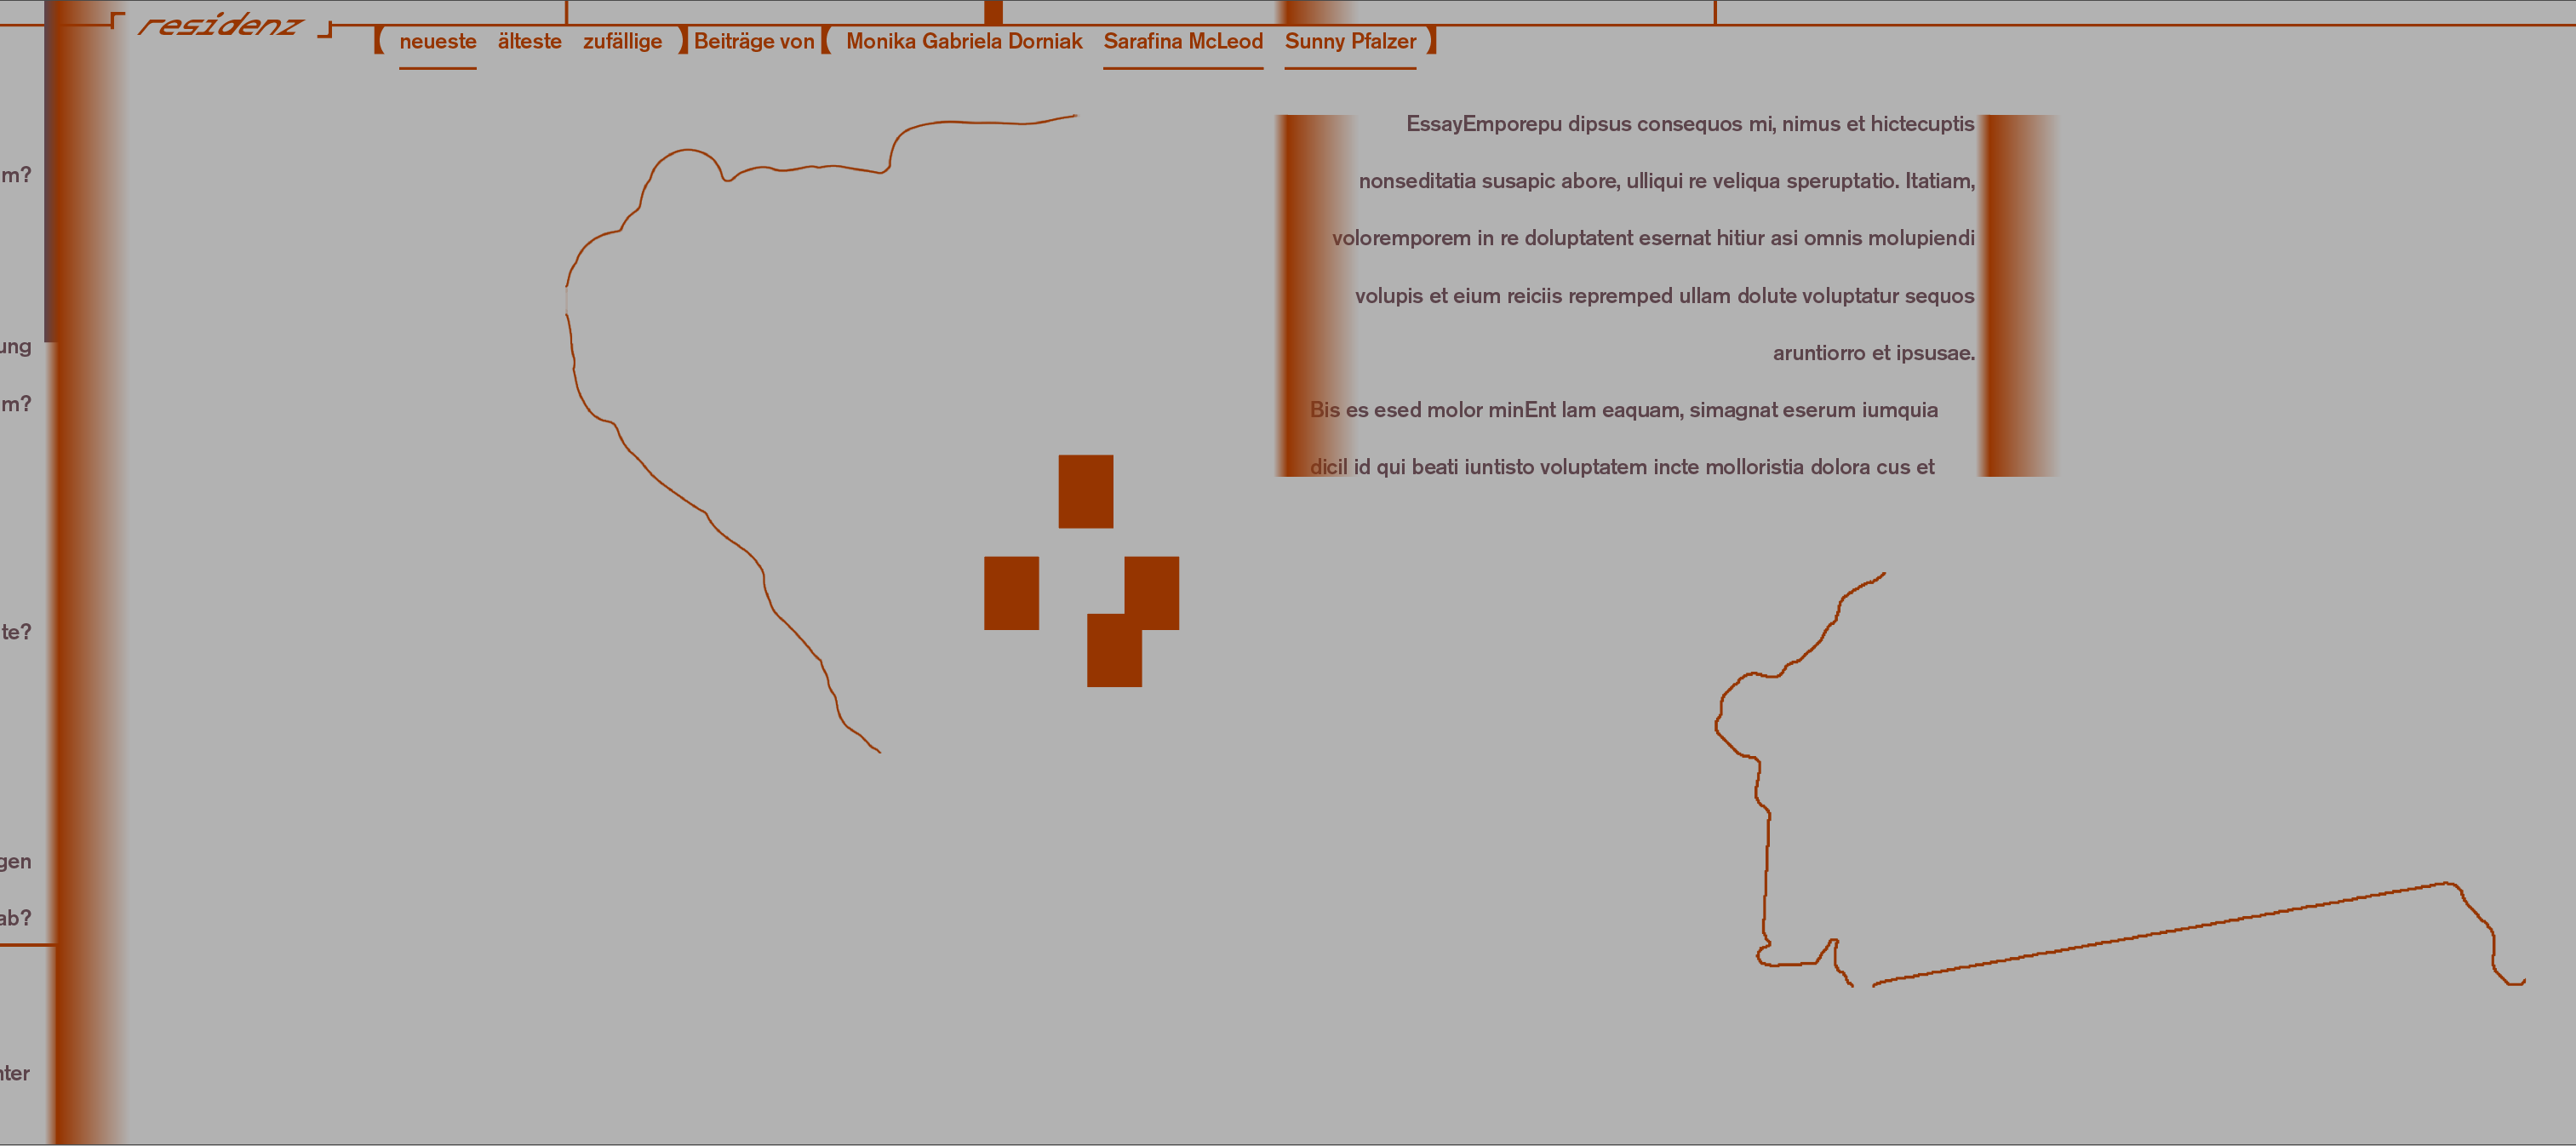 residenz
【 neueste älteste zufällige 】 Beiträge von 【 Monika Gabriela Dorniak Sarafina McLeod Sunny Pfalzer 】
EssayEmporepu dipsus consequos mi, nimus et hictecuptis
nonseditatia susapic abore, ulliqui re veliqua speruptatio. Itatiam,
voloremporem in re doluptatent esernat hitiur asi omnis molupiendi
volupis et eium reiciis repremped ullam dolute voluptatur sequos
aruntiorro et ipsusae.
Bis es esed molor minEnt lam eaquam, simagnat eserum iumquia
dicil id qui beati iuntisto voluptatem incte molloristia dolora cus et
m?
ung
m?
te?
gen
ab?
nter